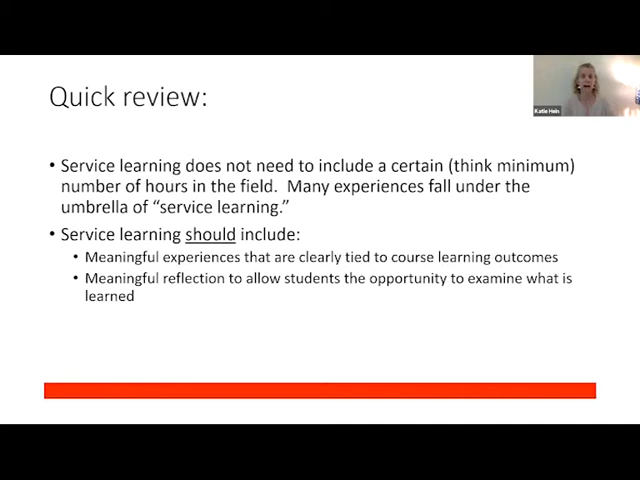 Quick review:
Katie Hein
• Service learning does not need to include a certain (think minimum)
number of hours in the field.  Many experiences fall under the
umbrella of “service learning.”
• Service learning should include:
• Meaningful experiences that are clearly tied to course learning outcomes
• Meaningful reflection to allow students the opportunity to examine what is
learned